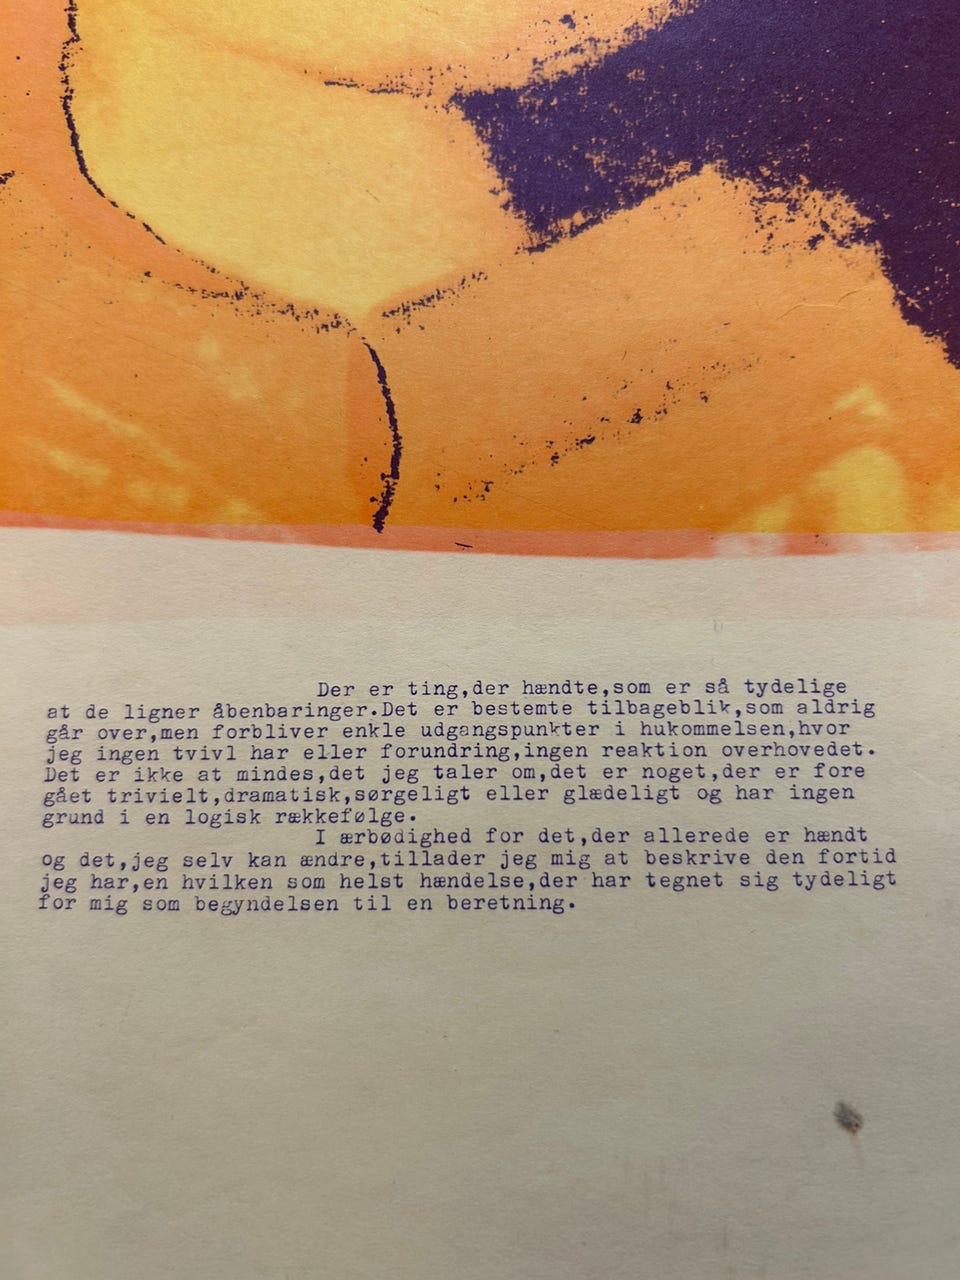 Der er ting,der hændte,som er så tydelige
at de ligner åbenbaringer.Det er bestemte tilbageblik,som aldrig
går over,men forbliver enkle udgangspunkter i hukommelsen,hvor
jeg ingen tvivl har eller forundring,ingen reaktion overhovedet.
Det er ikke at mindes,det jeg taler om,det er noget,der er fore
gået trivielt,dramatisk,sørgeligt eller glædeligt og har ingen
grund i en logisk rækkefølge.
I ærbødighed for det,der allerede er hændt
og det,jeg selv kan ændre,tillader jeg mig at beskrive den fortid
jeg har,en hvilken som helst hændelse,der har tegnet sig tydeligt
for mig som begyndelsen til en beretning.